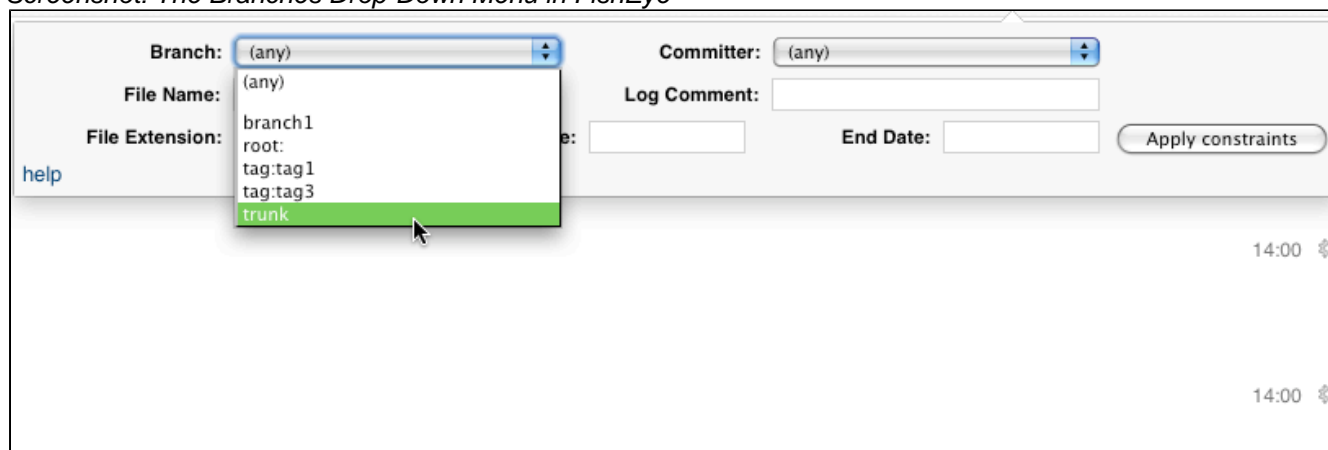 Screenshot: The Branches Drop-Down Menu in FishEye
Branch: (any) Committer: (any)
(any)
File Name: Log Comment:
branch1
File Extension: e: End Date: Apply constraints
root:
tag:tag1
help
tag:tag3
trunk
14:00
14:00